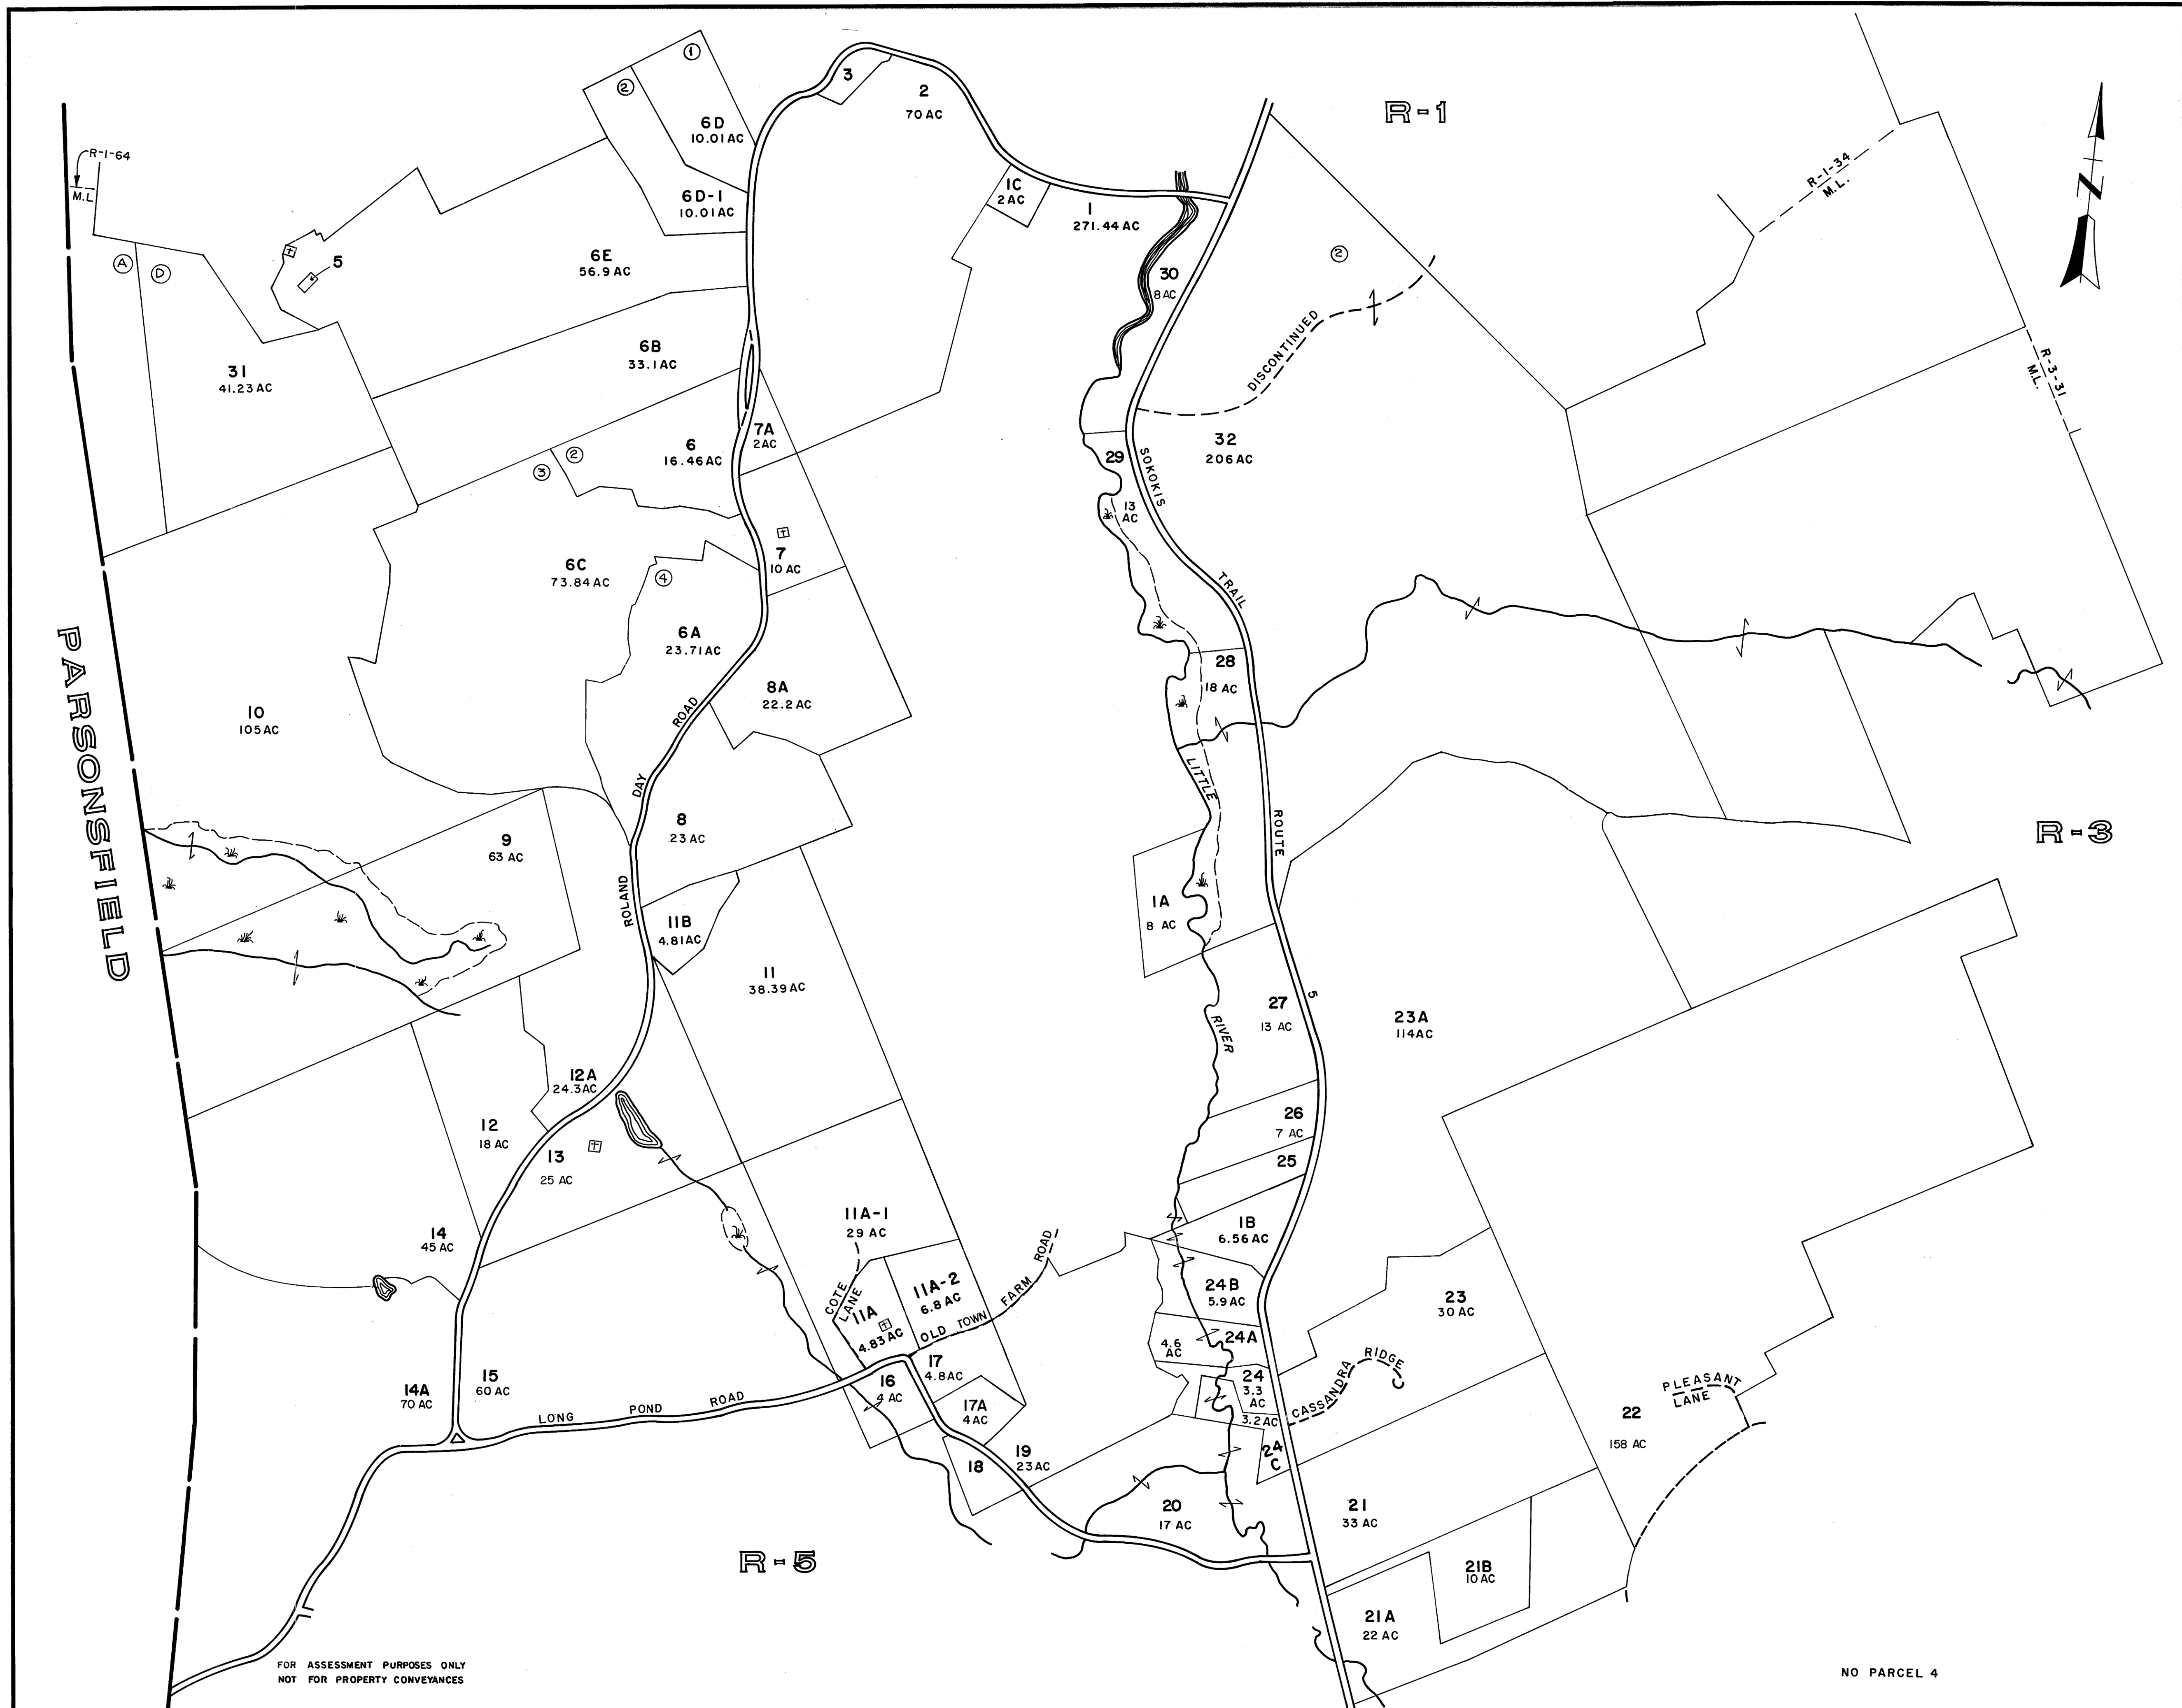 R-1
R-1-64
M.L.
1
2
6D
10.01 AC
6D-1
10.01 AC
3
2
70 AC
1C
2 AC
1
271.44 AC
R-1-34
M.L.
N
A
D
5
6E
56.9 AC
30
8 AC
2
DISCONTINUED
31
41.23 AC
6B
33.1 AC
R-3-31
M.L.
6
16.46 AC
7A
2 AC
3
2
29
13
AC
SOKOKIS
TRAIL
32
206 AC
6C
73.84 AC
4
7
10 AC
PARSONSFIELD
6A
23.71 AC
8A
22.2 AC
28
18 AC
10
105 AC
ROLAND
DAY
ROAD
LITTLE
RIVER
ROUTE
5
9
63 AC
8
23 AC
R-3
1A
8 AC
11B
4.81 AC
11
38.39 AC
27
13 AC
23A
114 AC
12A
24.3 AC
12
18 AC
13
25 AC
26
7 AC
25
14
45 AC
11A-1
29 AC
COTE
LANE
11A
4.83 AC
11A-2
6.8 AC
OLD TOWN FARM ROAD
1B
6.56 AC
24B
5.9 AC
23
30 AC
4.6
AC
24A
24
3.3
AC
3.2 AC
24
C
CASSANDRA RIDGE
PLEASANT
LANE
22
158 AC
14A
70 AC
15
60 AC
LONG POND ROAD
16
4 AC
17
4.8 AC
17A
4 AC
18
19
23 AC
20
17 AC
21
33 AC
R-5
21B
10 AC
21A
22 AC
FOR ASSESSMENT PURPOSES ONLY
NOT FOR PROPERTY CONVEYANCES
NO PARCEL 4